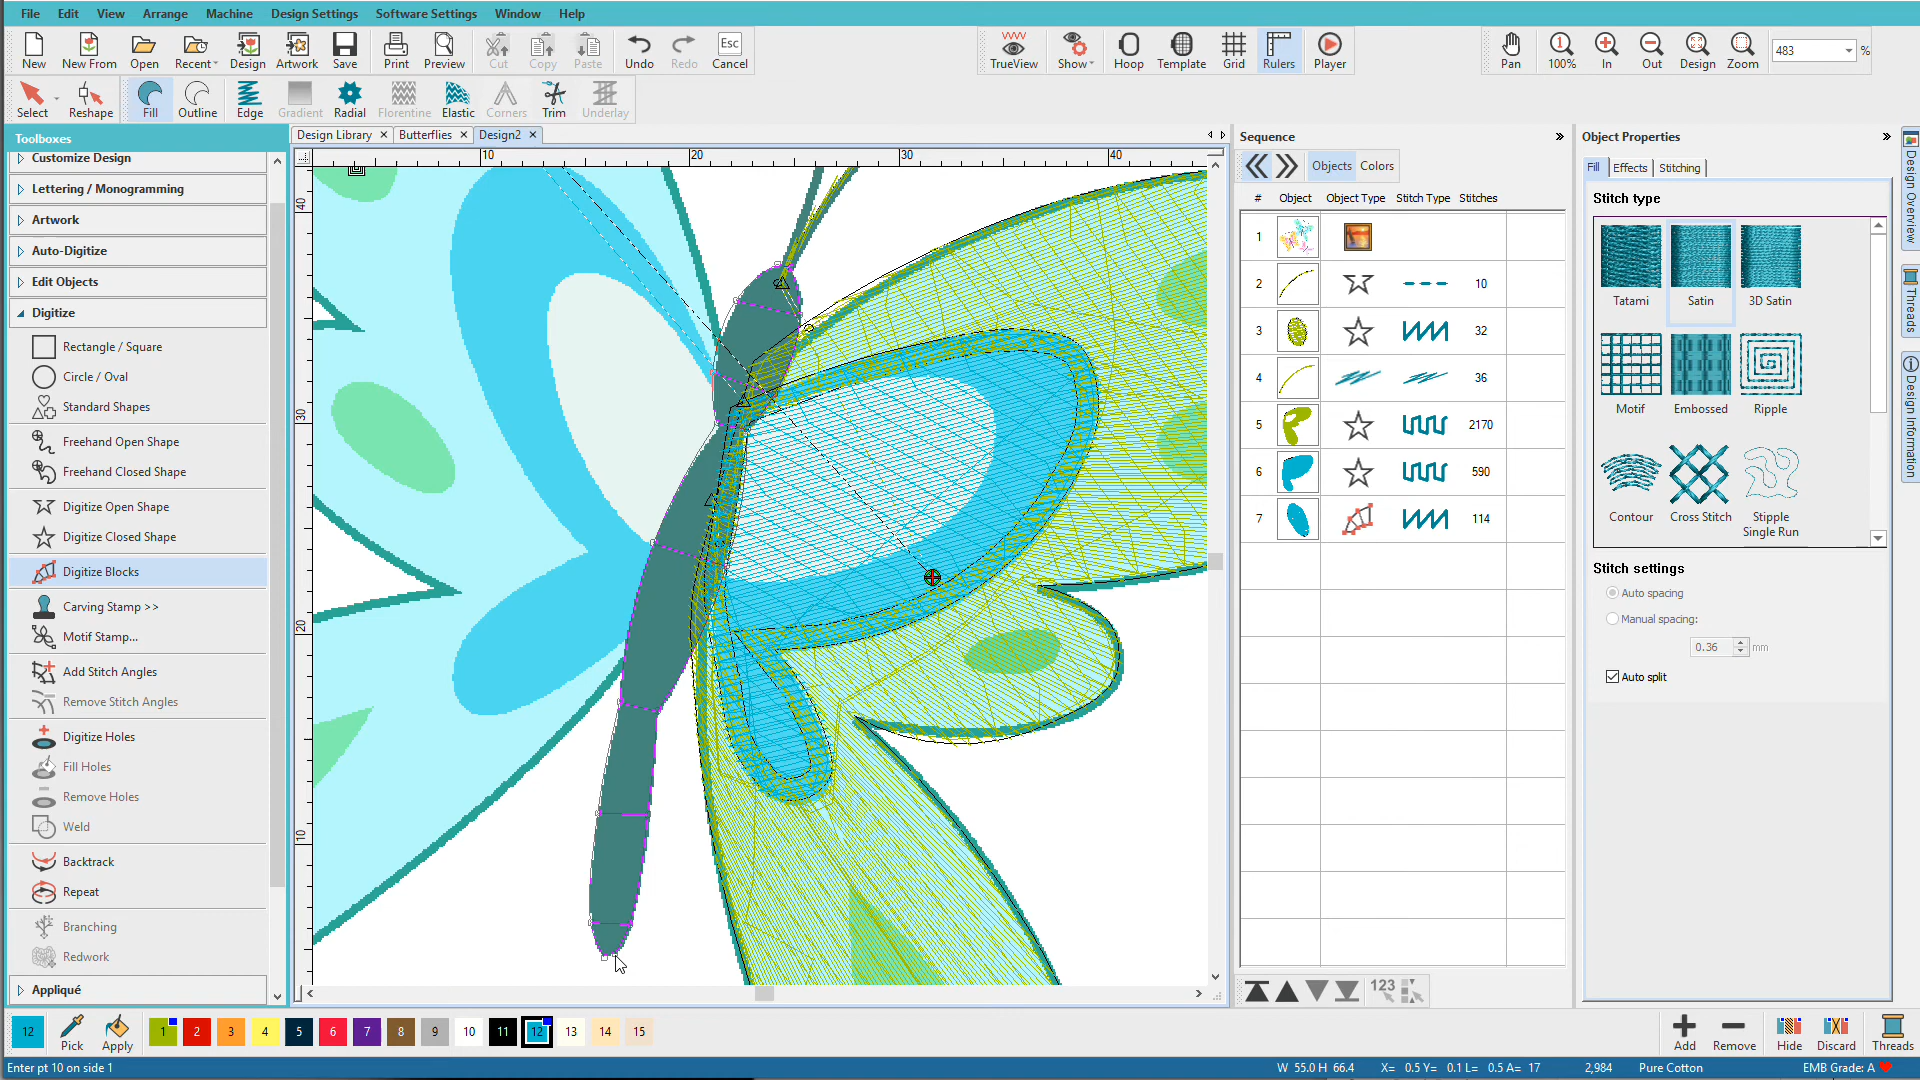 File Edit View Arrange Machine Design Settings Software Settings Window Help
New New From Open Recent Design Artwork Save Print Preview Cut Copy Paste Undo Redo Esc Cancel TrueView Show Hoop Template Grid Rulers Player Pan 1 100% In Out Design Zoom 483 %
Select Reshape Fill Outline Edge Gradient Radial Florentine Elastic Corners Trim Underlay
Toolboxes
Customize Design
Lettering / Monogramming
Artwork
Auto-Digitize
Edit Objects
Digitize
Rectangle / Square
Circle / Oval
Standard Shapes
Freehand Open Shape
Freehand Closed Shape
Digitize Open Shape
Digitize Closed Shape
Digitize Blocks
Carving Stamp >>
Motif Stamp...
Add Stitch Angles
Remove Stitch Angles
Digitize Holes
Fill Holes
Remove Holes
Weld
Backtrack
Repeat
Branching
Redwork
Appliqué
Design Library Butterflies Design2
10 20 30 40
40
30
20
10
Sequence
Objects Colors
# Object Object Type Stitch Type Stitches
1
2 10
3 32
4 36
5 2170
6 590
7 114
123
Object Properties
Fill Effects Stitching
Stitch type
Tatami Satin 3D Satin
Motif Embossed Ripple
Contour Cross Stitch Stipple Single Run
Stitch settings
Auto spacing
Manual spacing:
0.36 mm
Auto split
Design Overview
Threads
Design Information
12 Pick Apply 1 2 3 4 5 6 7 8 9 10 11 12 13 14 15 Add Remove Hide Discard Threads
Enter pt 10 on side 1 W 55.0 H 66.4 X= 0.5 Y= 0.1 L= 0.5 A= 17 2,984 Pure Cotton EMB Grade: A